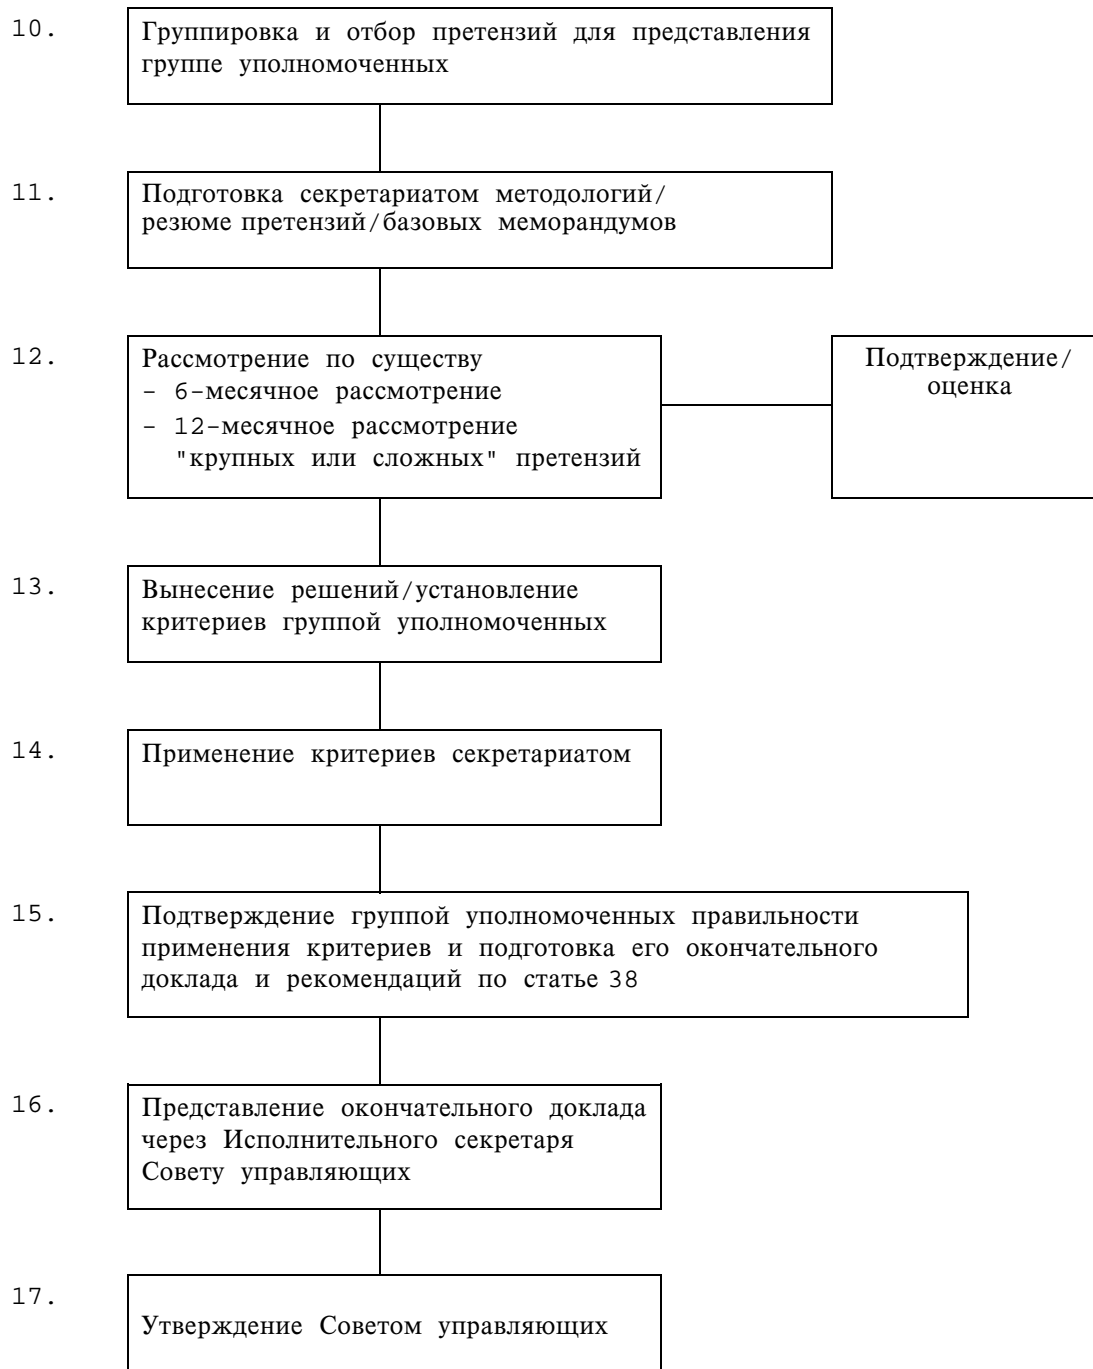 10.
Группировка и отбор претензий для представления
группе уполномоченных
11.
Подготовка секретариатом методологий/
резюме претензий/базовых меморандумов
12.
Рассмотрение по существу
- 6-месячное рассмотрение
- 12-месячное рассмотрение
"крупных или сложных" претензий
Подтверждение/
оценка
13.
Вынесение решений/установление
критериев группой уполномоченных
14.
Применение критериев секретариатом
15.
Подтверждение группой уполномоченных правильности
применения критериев и подготовка его окончательного
доклада и рекомендаций по статье 38
16.
Представление окончательного доклада
через Исполнительного секретаря
Совету управляющих
17.
Утверждение Советом управляющих